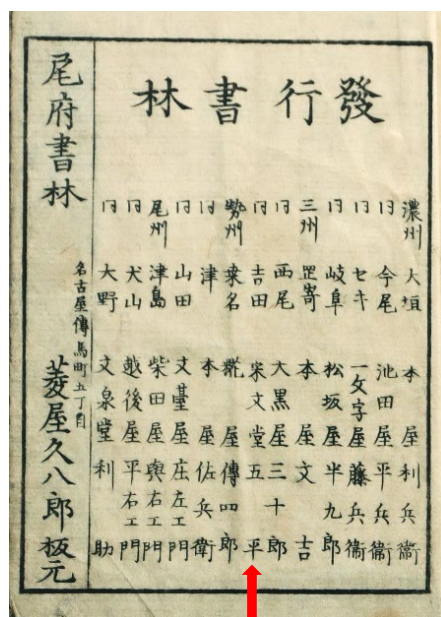 發行書林
濃州 大垣 本屋利兵衞
同 今尾 池田屋平兵衞
同 セキ 一文字屋藤兵衞
同 岐阜 松坂屋半九郎
三州 罡嵜 本屋文吉
同 西尾 大黒屋三十郎
同 吉田 宋文堂五平
勢州 桑名 屋傳四郎
同 津 本屋佐兵衛
同 山田 文臺屋庄左エ門
尾州 津島 柴田屋與右エ門
同 犬山 越後屋平右エ門
同 大野 文泉堂利助
尾府書林 名古屋傳馬町五丁目 菱屋久八郎 板元